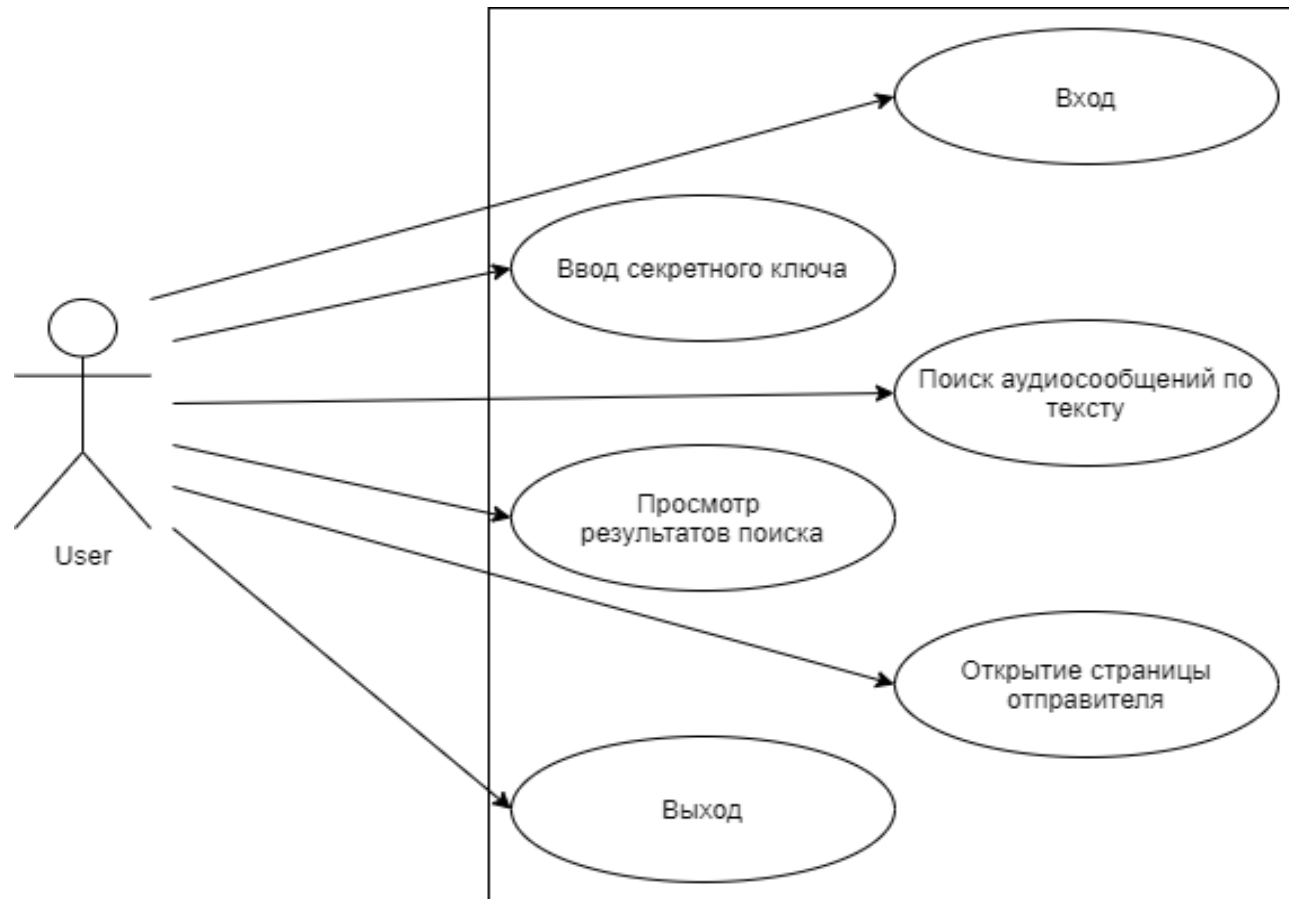 Вход
Ввод секретного ключа
Поиск аудиосообщений по
тексту
Просмотр
результатов поиска
User
Открытие страницы
отправителя
Выход